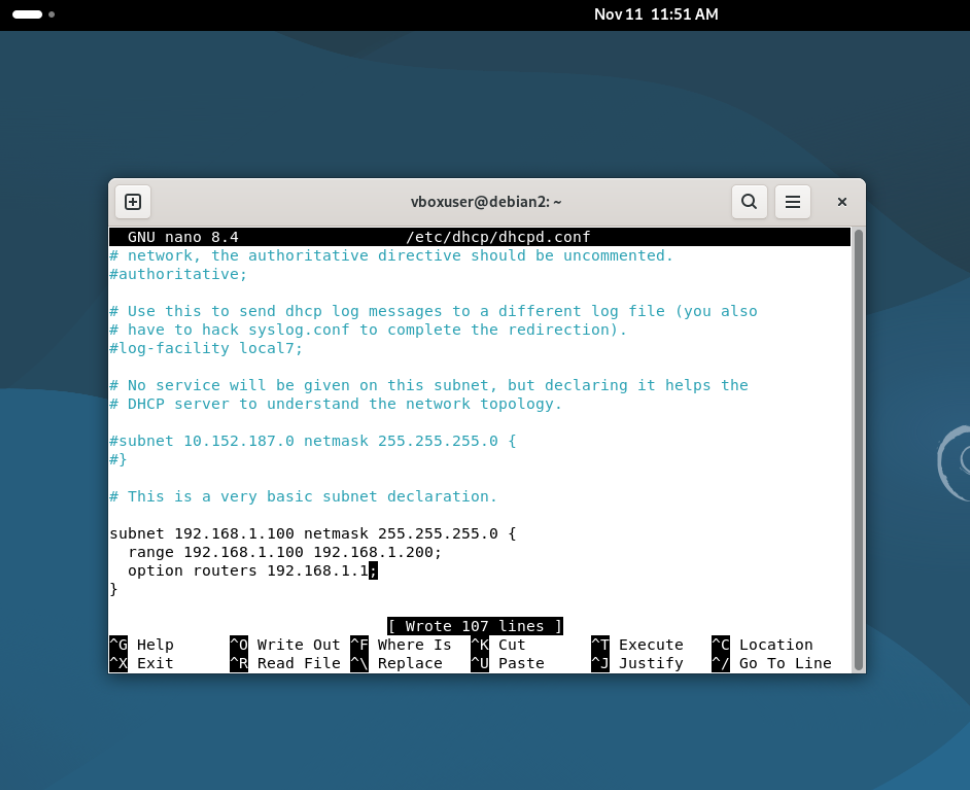 Nov 11 11:51 AM
vboxuser@debian2: ~
GNU nano 8.4 /etc/dhcp/dhcpd.conf
# network, the authoritative directive should be uncommented.
#authoritative;
# Use this to send dhcp log messages to a different log file (you also
# have to hack syslog.conf to complete the redirection).
#log-facility local7;
# No service will be given on this subnet, but declaring it helps the
# DHCP server to understand the network topology.
#subnet 10.152.187.0 netmask 255.255.255.0 {
#}
# This is a very basic subnet declaration.
subnet 192.168.1.100 netmask 255.255.255.0 {
range 192.168.1.100 192.168.1.200;
option routers 192.168.1.1;
}
[ Wrote 107 lines ]
^G Help ^O Write Out ^F Where Is ^K Cut ^T Execute ^C Location
^X Exit ^R Read File ^\ Replace ^U Paste ^J Justify ^/ Go To Line